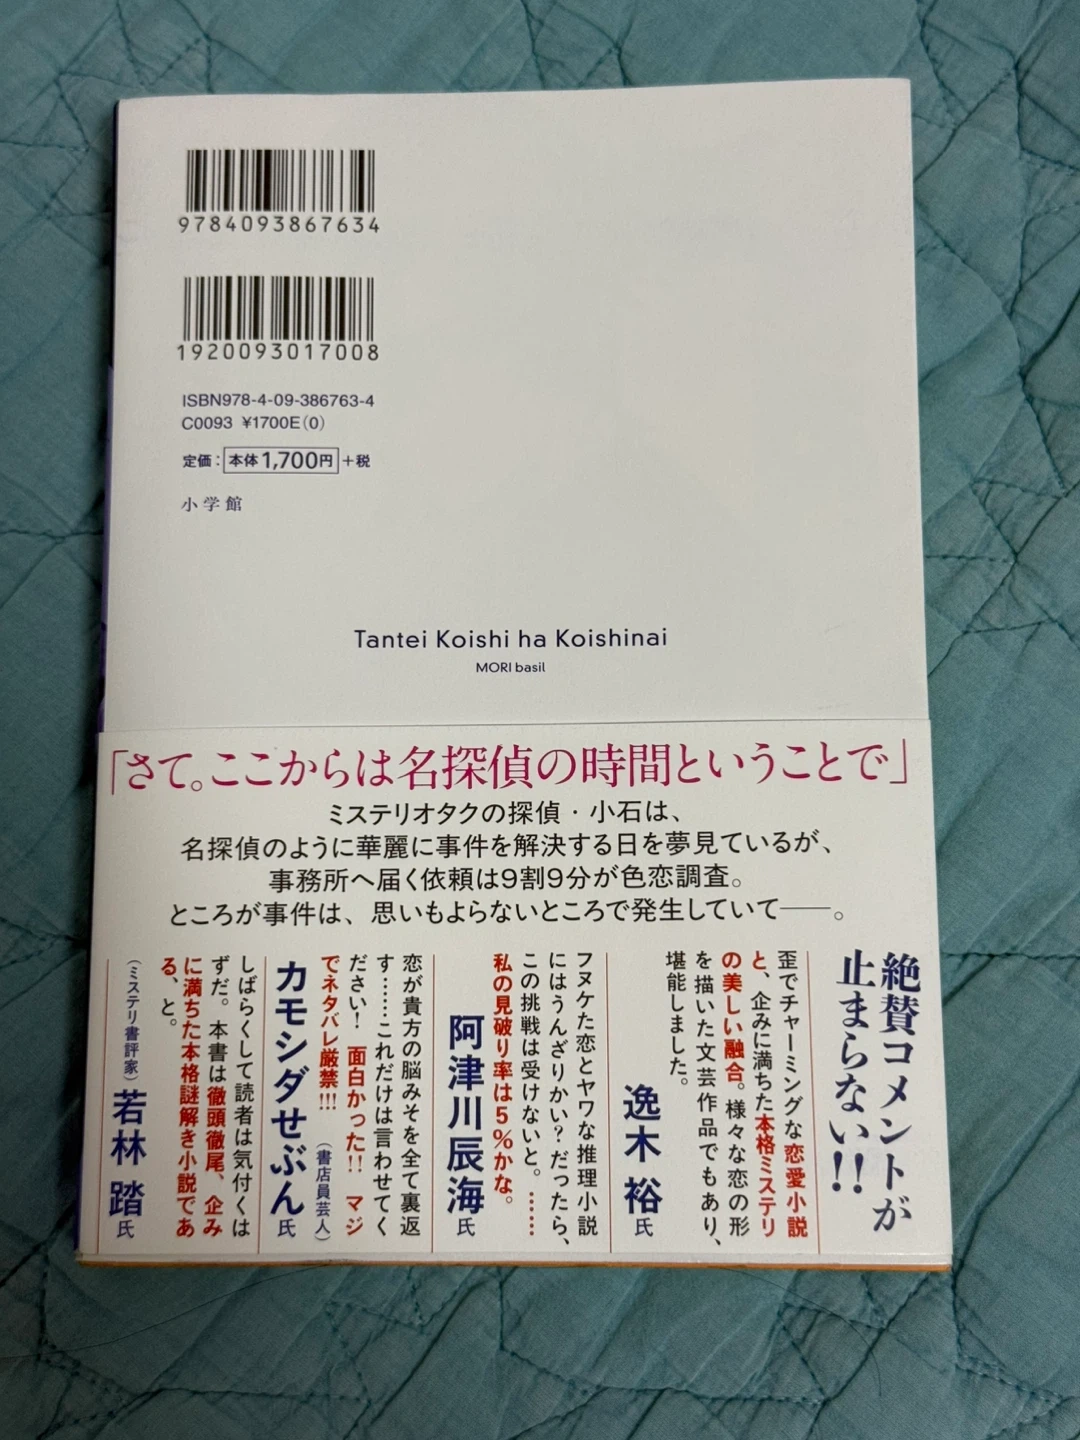 9784093867634
1920093017008
ISBN978-4-09-386763-4
C0093 ¥1700E(0)
定価：本体1,700円+税
小学館
Tantei Koishi ha Koishinai
MORI basil
「さて。ここからは名探偵の時間ということで」
ミステリオタクの探偵・小石は、
名探偵のように華麗に事件を解決する日を夢見ているが、
事務所へ届く依頼は9割9分が色恋調査。
ところが事件は、思いもよらないところで発生していて――。
絶賛コメントが
止まらない!!
歪でチャーミングな恋愛小説
と、企みに満ちた本格ミステリ
の美しい融合。様々な恋の形
を描いた文芸作品でもあり、
堪能しました。
逸木 裕氏
フヌケた恋とヤワな推理小説
にはうんざりかい？だったら、
この挑戦は受けないと。……
私の見破り率は5%かな。
阿津川辰海氏
恋が貴方の脳みそを全て裏返
す……これだけは言わせてく
ださい！ 面白かった!! マジ
でネタバレ厳禁!!!
（書店員芸人）
カモシダせぶん氏
しばらくして読者は気付くは
ずだ。本書は徹頭徹尾、企み
に満ちた本格謎解き小説であ
る、と。
（ミステリ書評家）若林 踏氏